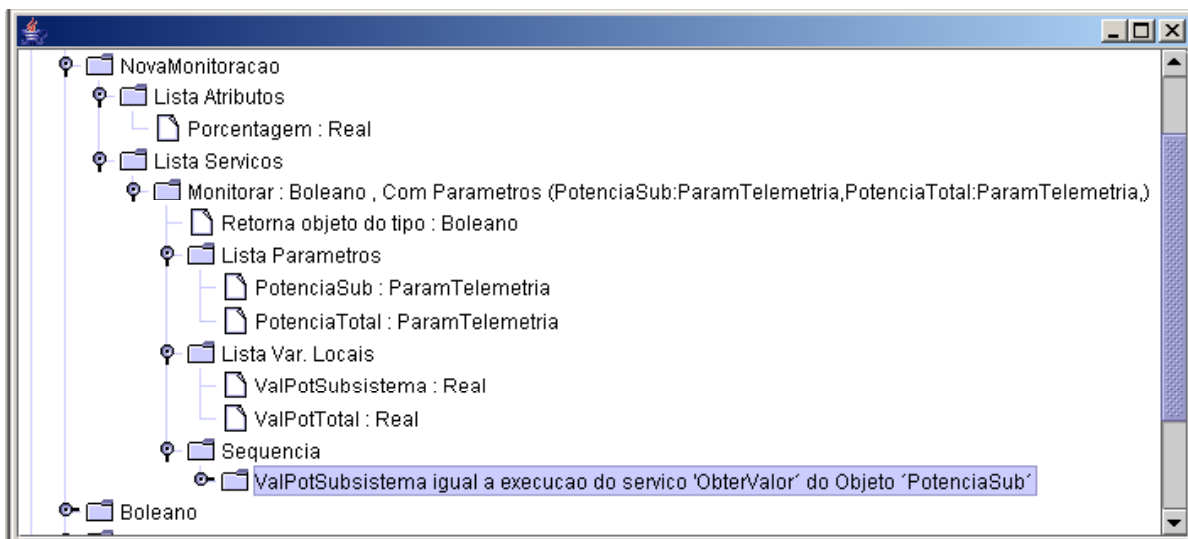 NovaMonitoracao
Lista Atributos
Porcentagem : Real
Lista Servicos
Monitorar : Boleano , Com Parametros (PotenciaSub:ParamTelemetria,PotenciaTotal:ParamTelemetria,)
Retorna objeto do tipo : Boleano
Lista Parametros
PotenciaSub : ParamTelemetria
PotenciaTotal : ParamTelemetria
Lista Var. Locais
ValPotSubsistema : Real
ValPotTotal : Real
Sequencia
ValPotSubsistema igual a execucao do servico 'ObterValor´ do Objeto ´PotenciaSub´
Boleano